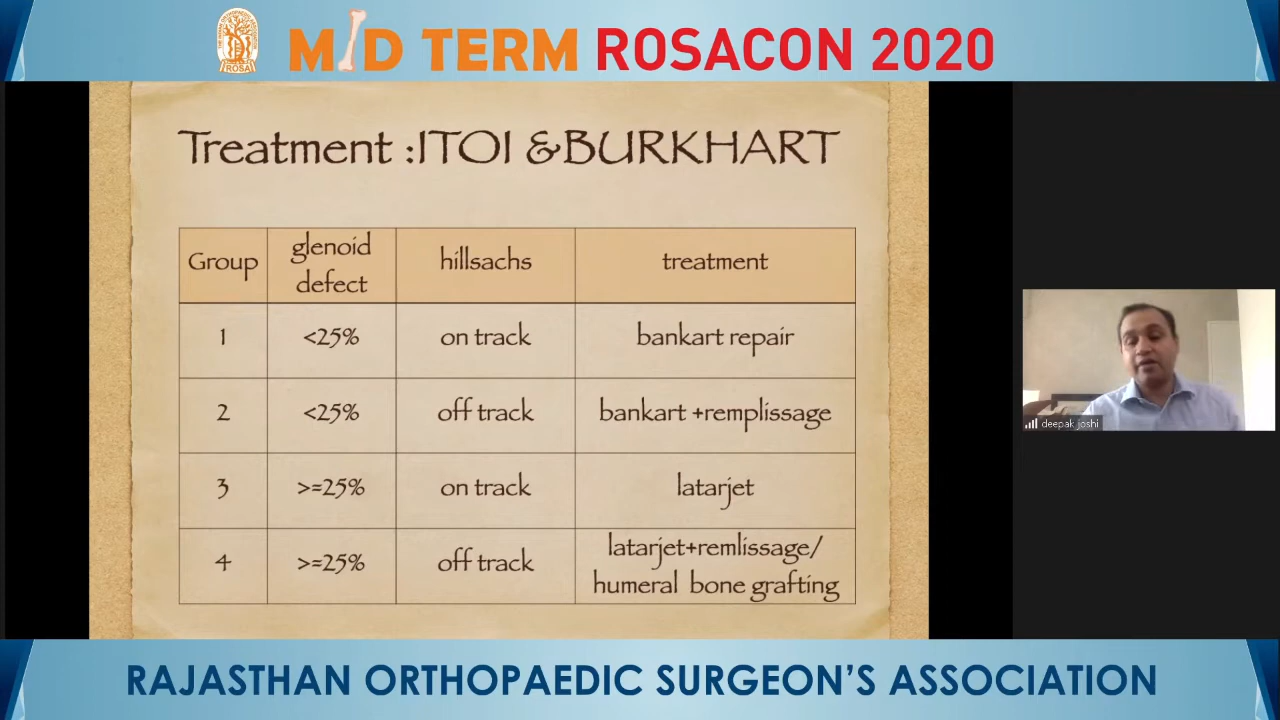 MID TERM ROSACON 2020
ROSA
Treatment :ITOI &BURKHART
Group glenoid defect hillsachs treatment
1 <25% on track bankart repair
2 <25% off track bankart +remplissage
3 >=25% on track latarjet
4 >=25% off track latarjet+remlissage/
humeral bone grafting
deepak joshi
RAJASTHAN ORTHOPAEDIC SURGEON'S ASSOCIATION